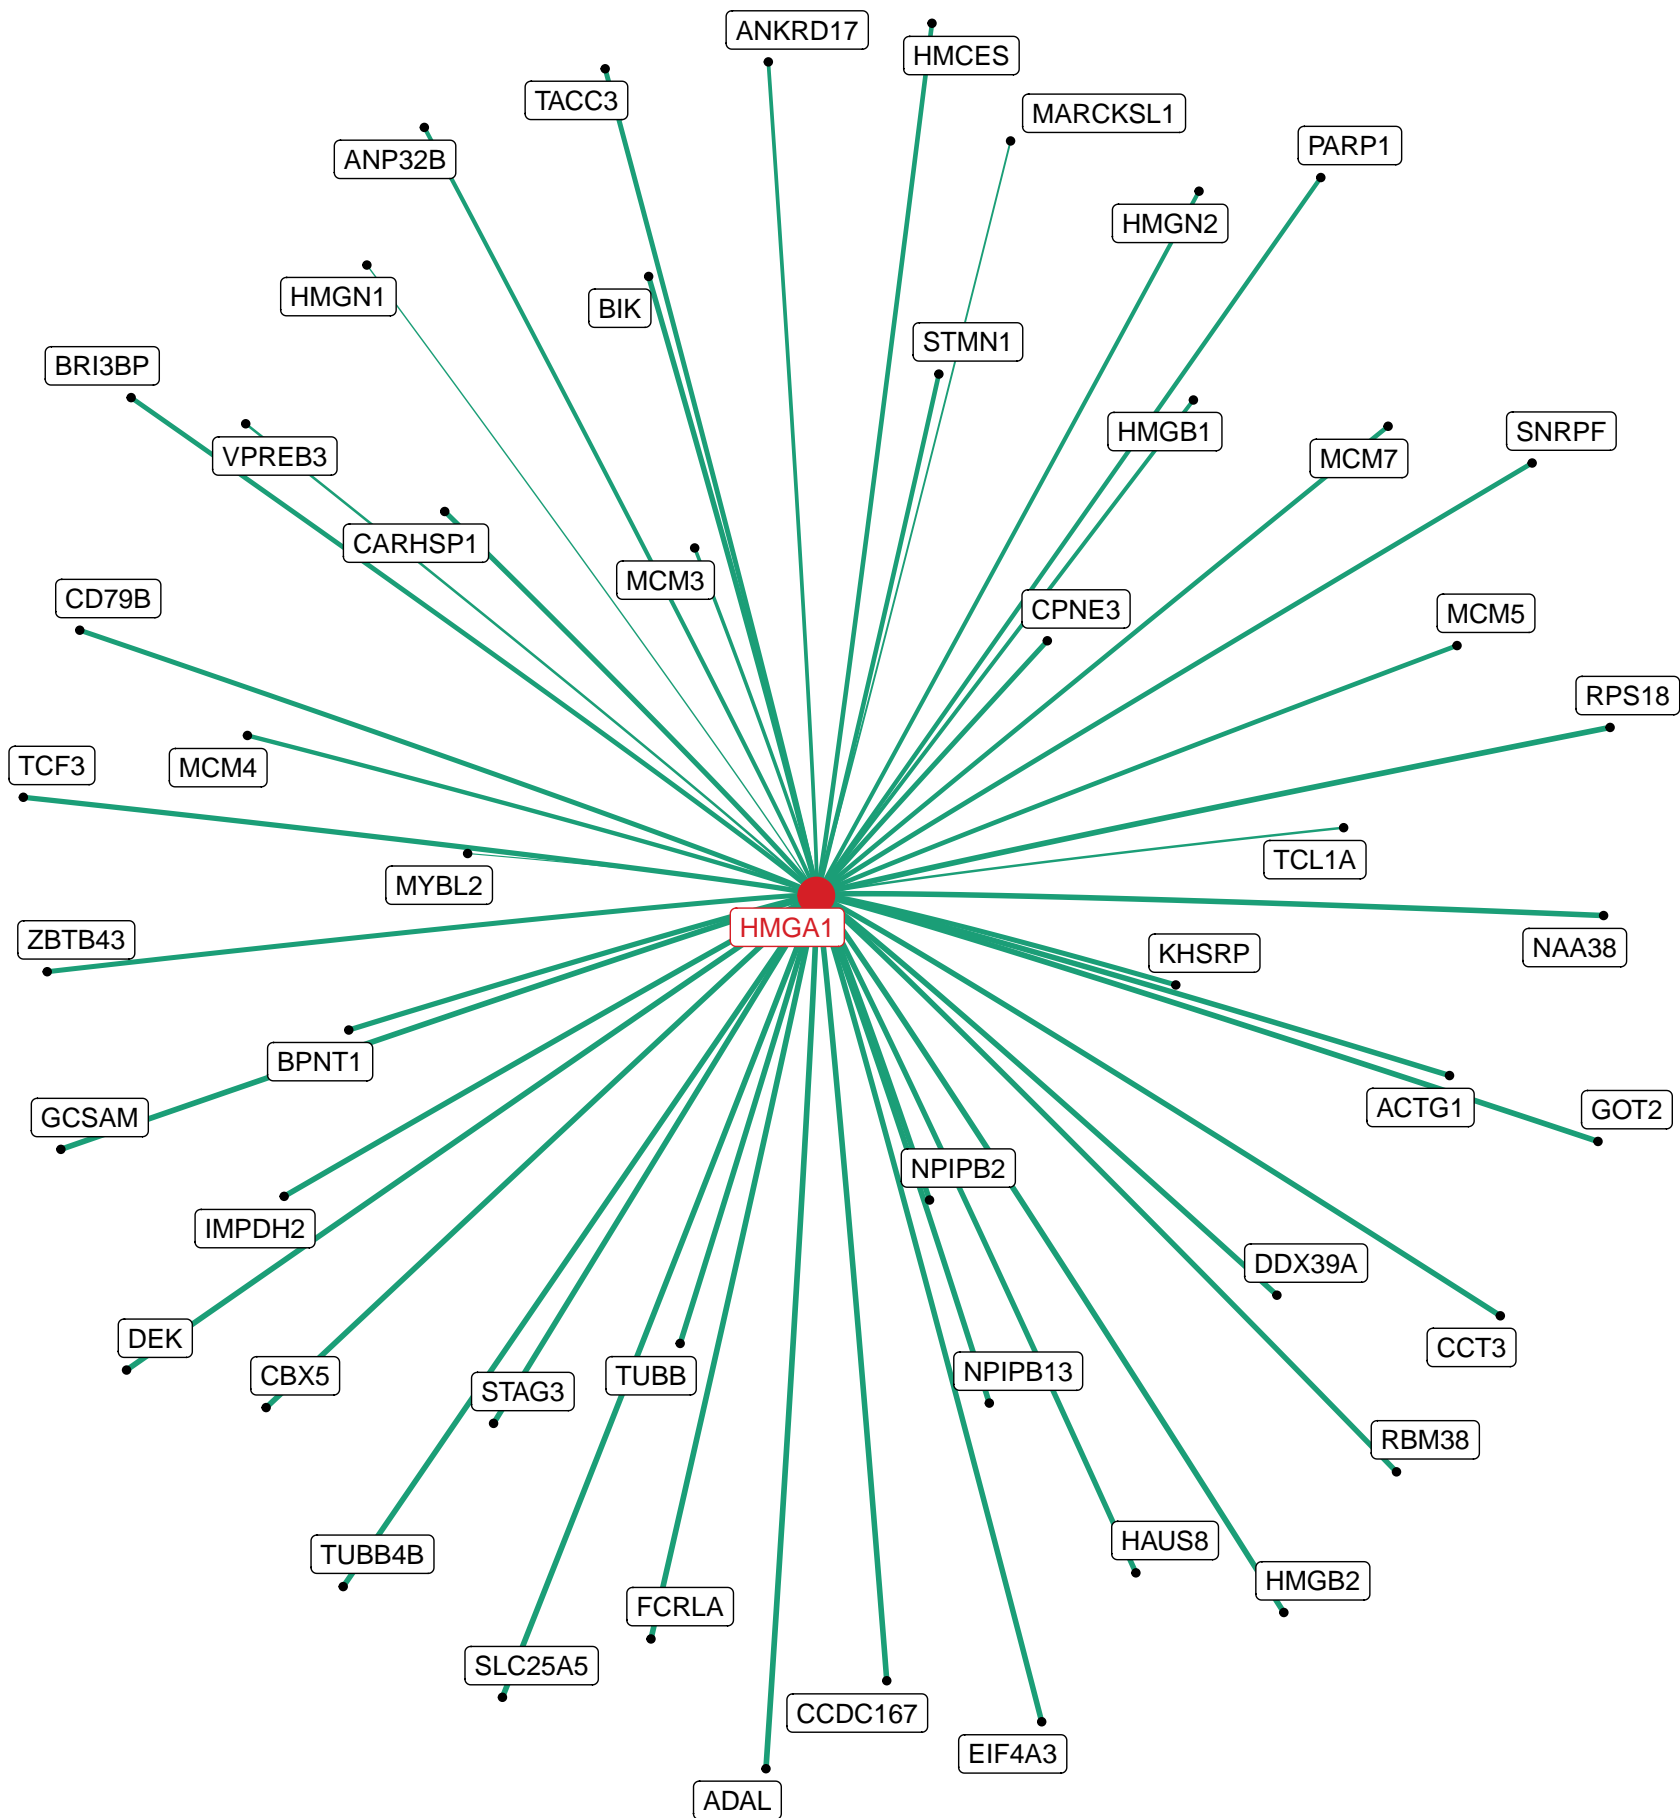 ANKRD17
HMCES
TACC3
MARCKSL1
PARP1
ANP32B
HMGN2
HMGN1
BIK
STMN1
BRI3BP
HMGB1
SNRPF
VPREB3
MCM7
CARHSP1
MCM3
CD79B
CPNE3
MCM5
RPS18
TCF3
MCM4
TCL1A
MYBL2
HMGA1
ZBTB43
NAA38
KHSRP
BPNT1
ACTG1
GOT2
GCSAM
NPIPB2
IMPDH2
DDX39A
DEK
CCT3
NPIPB13
CBX5
TUBB
STAG3
RBM38
HAUS8
TUBB4B
HMGB2
FCRLA
SLC25A5
CCDC167
EIF4A3
ADAL